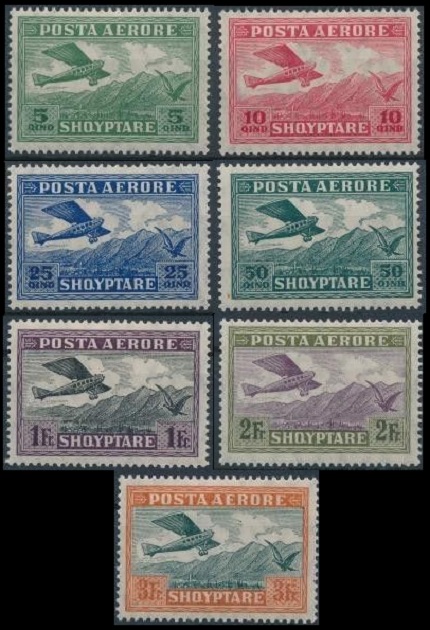 POSTA AERORE
5 5
QIND QIND
SHQYPTARE
POSTA AERORE
10 10
QIND QIND
SHQYPTARE
POSTA AERORE
25 25
QIND QIND
SHQYPTARE
POSTA AERORE
50 50
QIND QIND
SHQYPTARE
POSTA AERORE
1Fr SHQYPTARE 1Fr
POSTA AERORE
2Fr SHQYPTARE 2Fr
POSTA AERORE
3Fr SHQYPTARE 3Fr